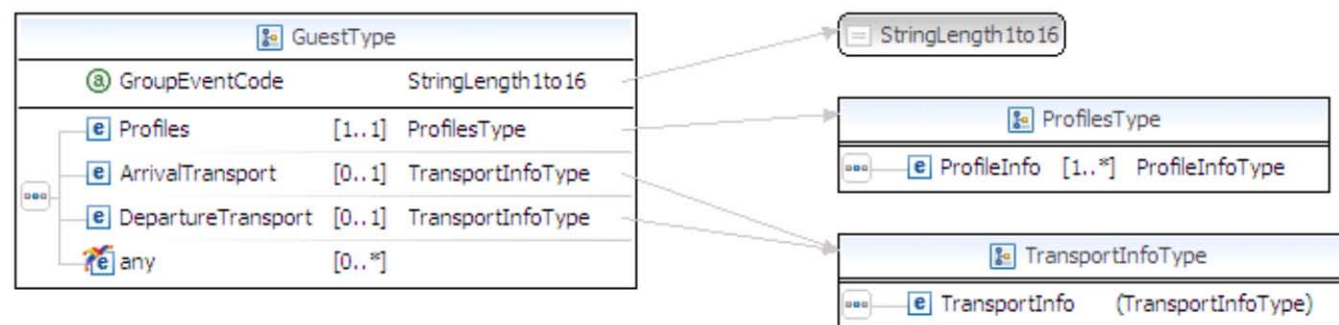 GuestType
GroupEventCode StringLength1to16
Profiles [1..1] ProfilesType
ArrivalTransport [0..1] TransportInfoType
DepartureTransport [0..1] TransportInfoType
any [0..*]
StringLength1to16
ProfilesType
ProfileInfo [1..*] ProfileInfoType
TransportInfoType
TransportInfo (TransportInfoType)